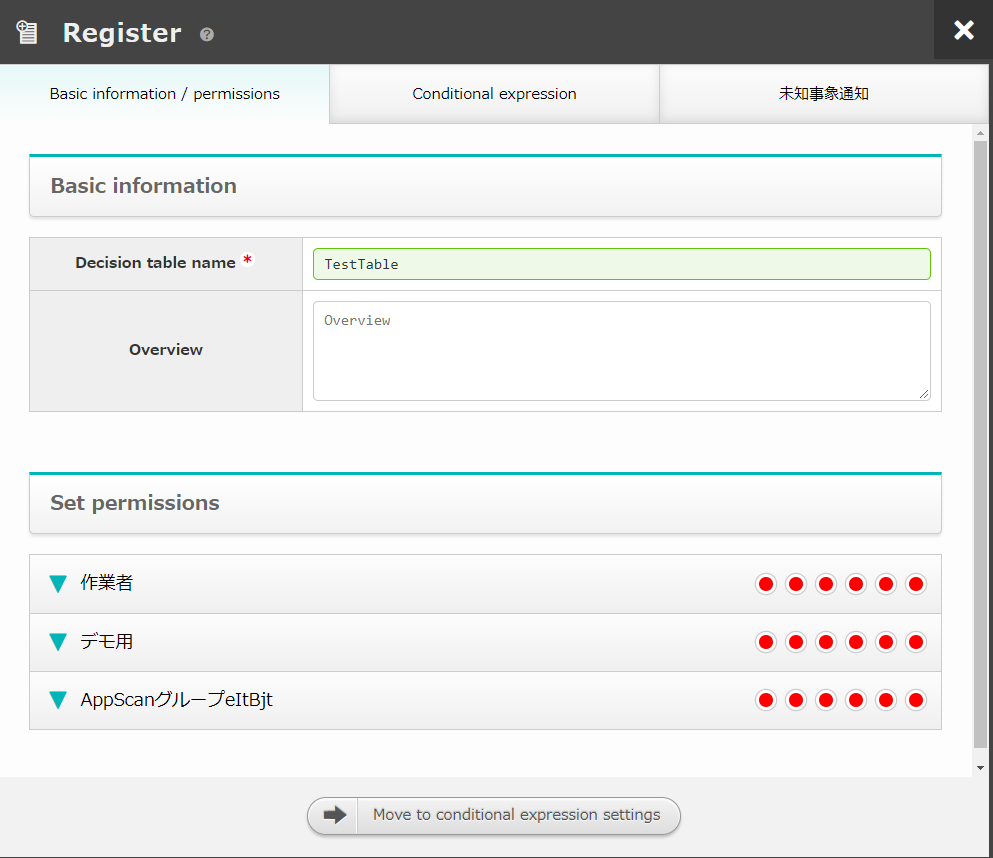 Register ?
Basic information / permissions
Conditional expression
未知事象通知
Basic information
Decision table name *
TestTable
Overview
Overview
Set permissions
作業者
デモ用
AppScanグループeItBjt
Move to conditional expression settings